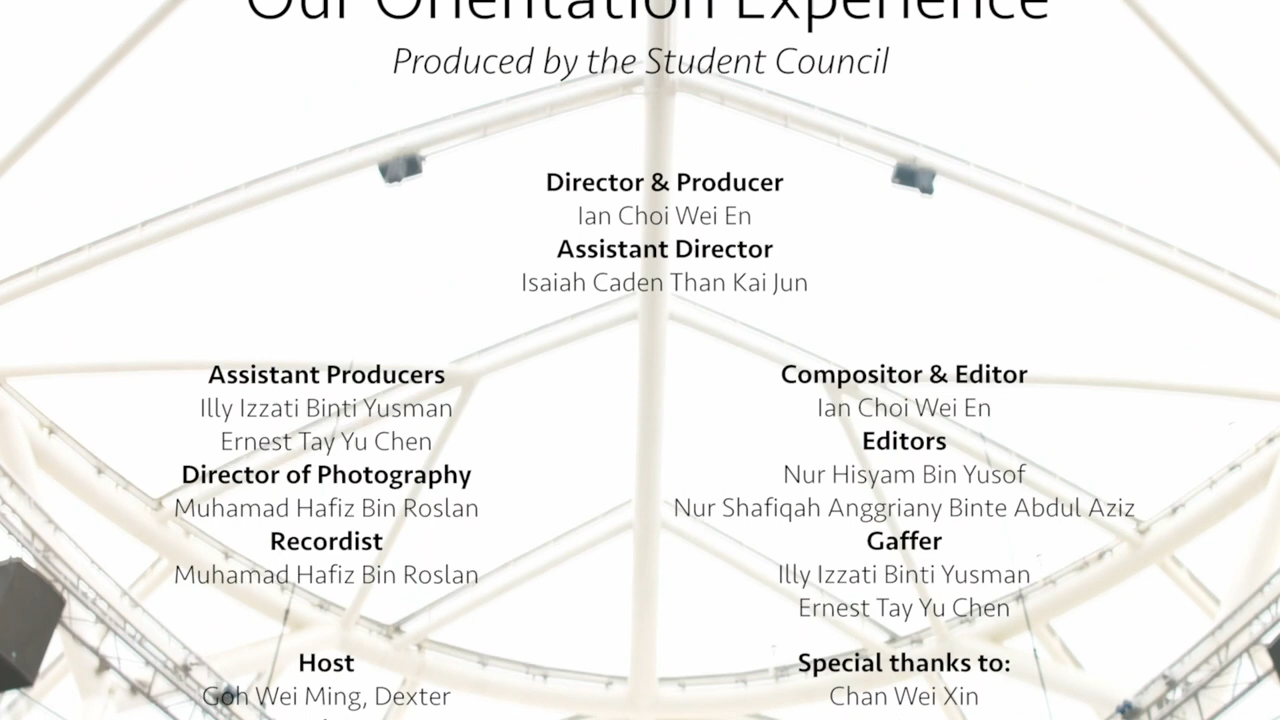 Our Orientation Experience
Produced by the Student Council
Director & Producer
Ian Choi Wei En
Assistant Director
Isaiah Caden Than Kai Jun
Assistant Producers
Illy Izzati Binti Yusman
Ernest Tay Yu Chen
Director of Photography
Muhamad Hafiz Bin Roslan
Recordist
Muhamad Hafiz Bin Roslan
Host
Goh Wei Ming, Dexter
Compositor & Editor
Ian Choi Wei En
Editors
Nur Hisyam Bin Yusof
Nur Shafiqah Anggriany Binte Abdul Aziz
Gaffer
Illy Izzati Binti Yusman
Ernest Tay Yu Chen
Special thanks to:
Chan Wei Xin